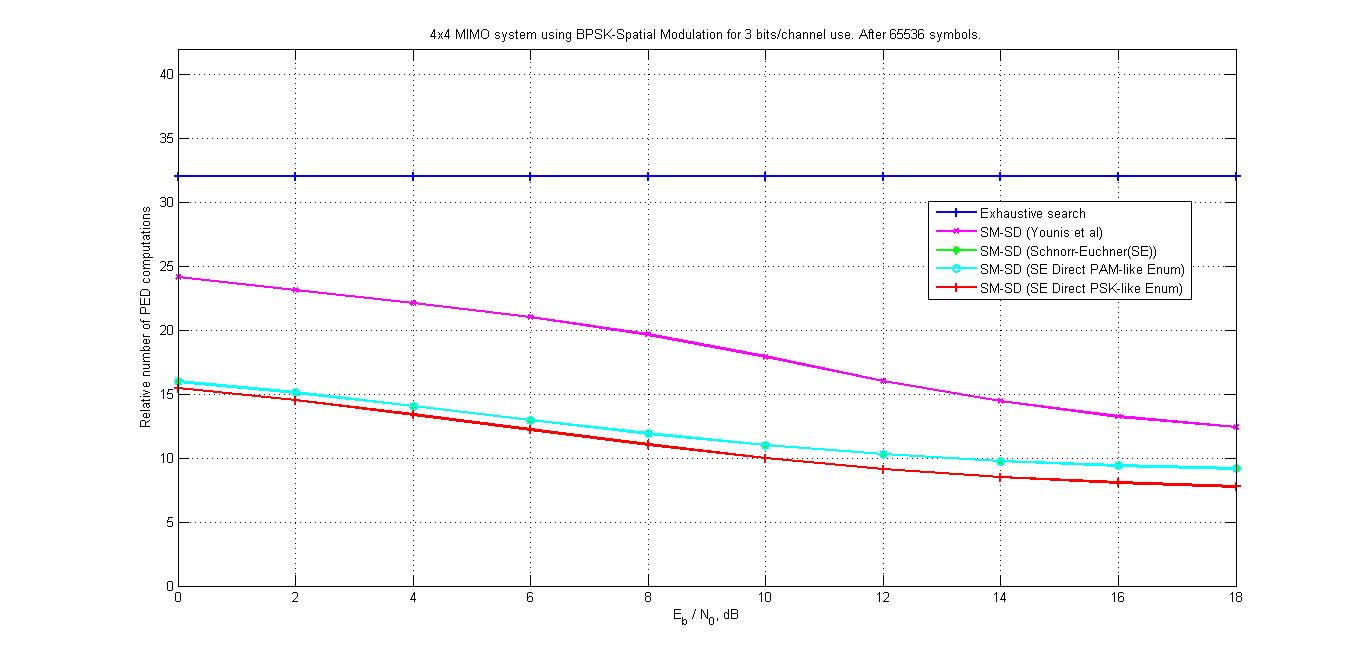 4x4 MIMO system using BPSK-Spatial Modulation for 3 bits/channel use. After 65536 symbols.
Relative number of PED computations
40
35
30
25
20
15
10
5
0
Exhaustive search
SM-SD (Younis et al)
SM-SD (Schnorr-Euchner(SE))
SM-SD (SE Direct PAM-like Enum)
SM-SD (SE Direct PSK-like Enum)
0 2 4 6 8 10 12 14 16 18
E_b / N_0, dB